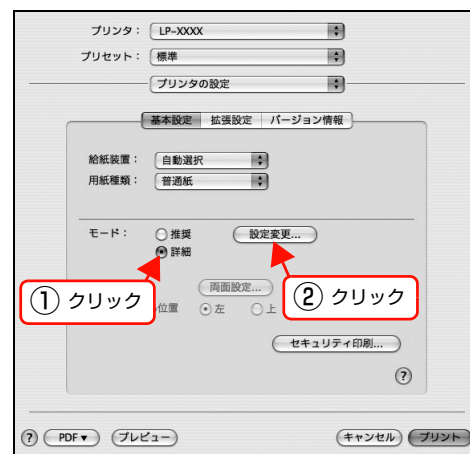 プリンタ： LP-XXXX
プリセット： 標準
プリンタの設定
基本設定 拡張設定 バージョン情報
給紙装置： 自動選択
用紙種類： 普通紙
モード： 推奨 設定変更...
詳細
① クリック
② クリック
両面設定...
位置 左 上
セキュリティ印刷...
?
? PDF▼ プレビュー キャンセル プリント